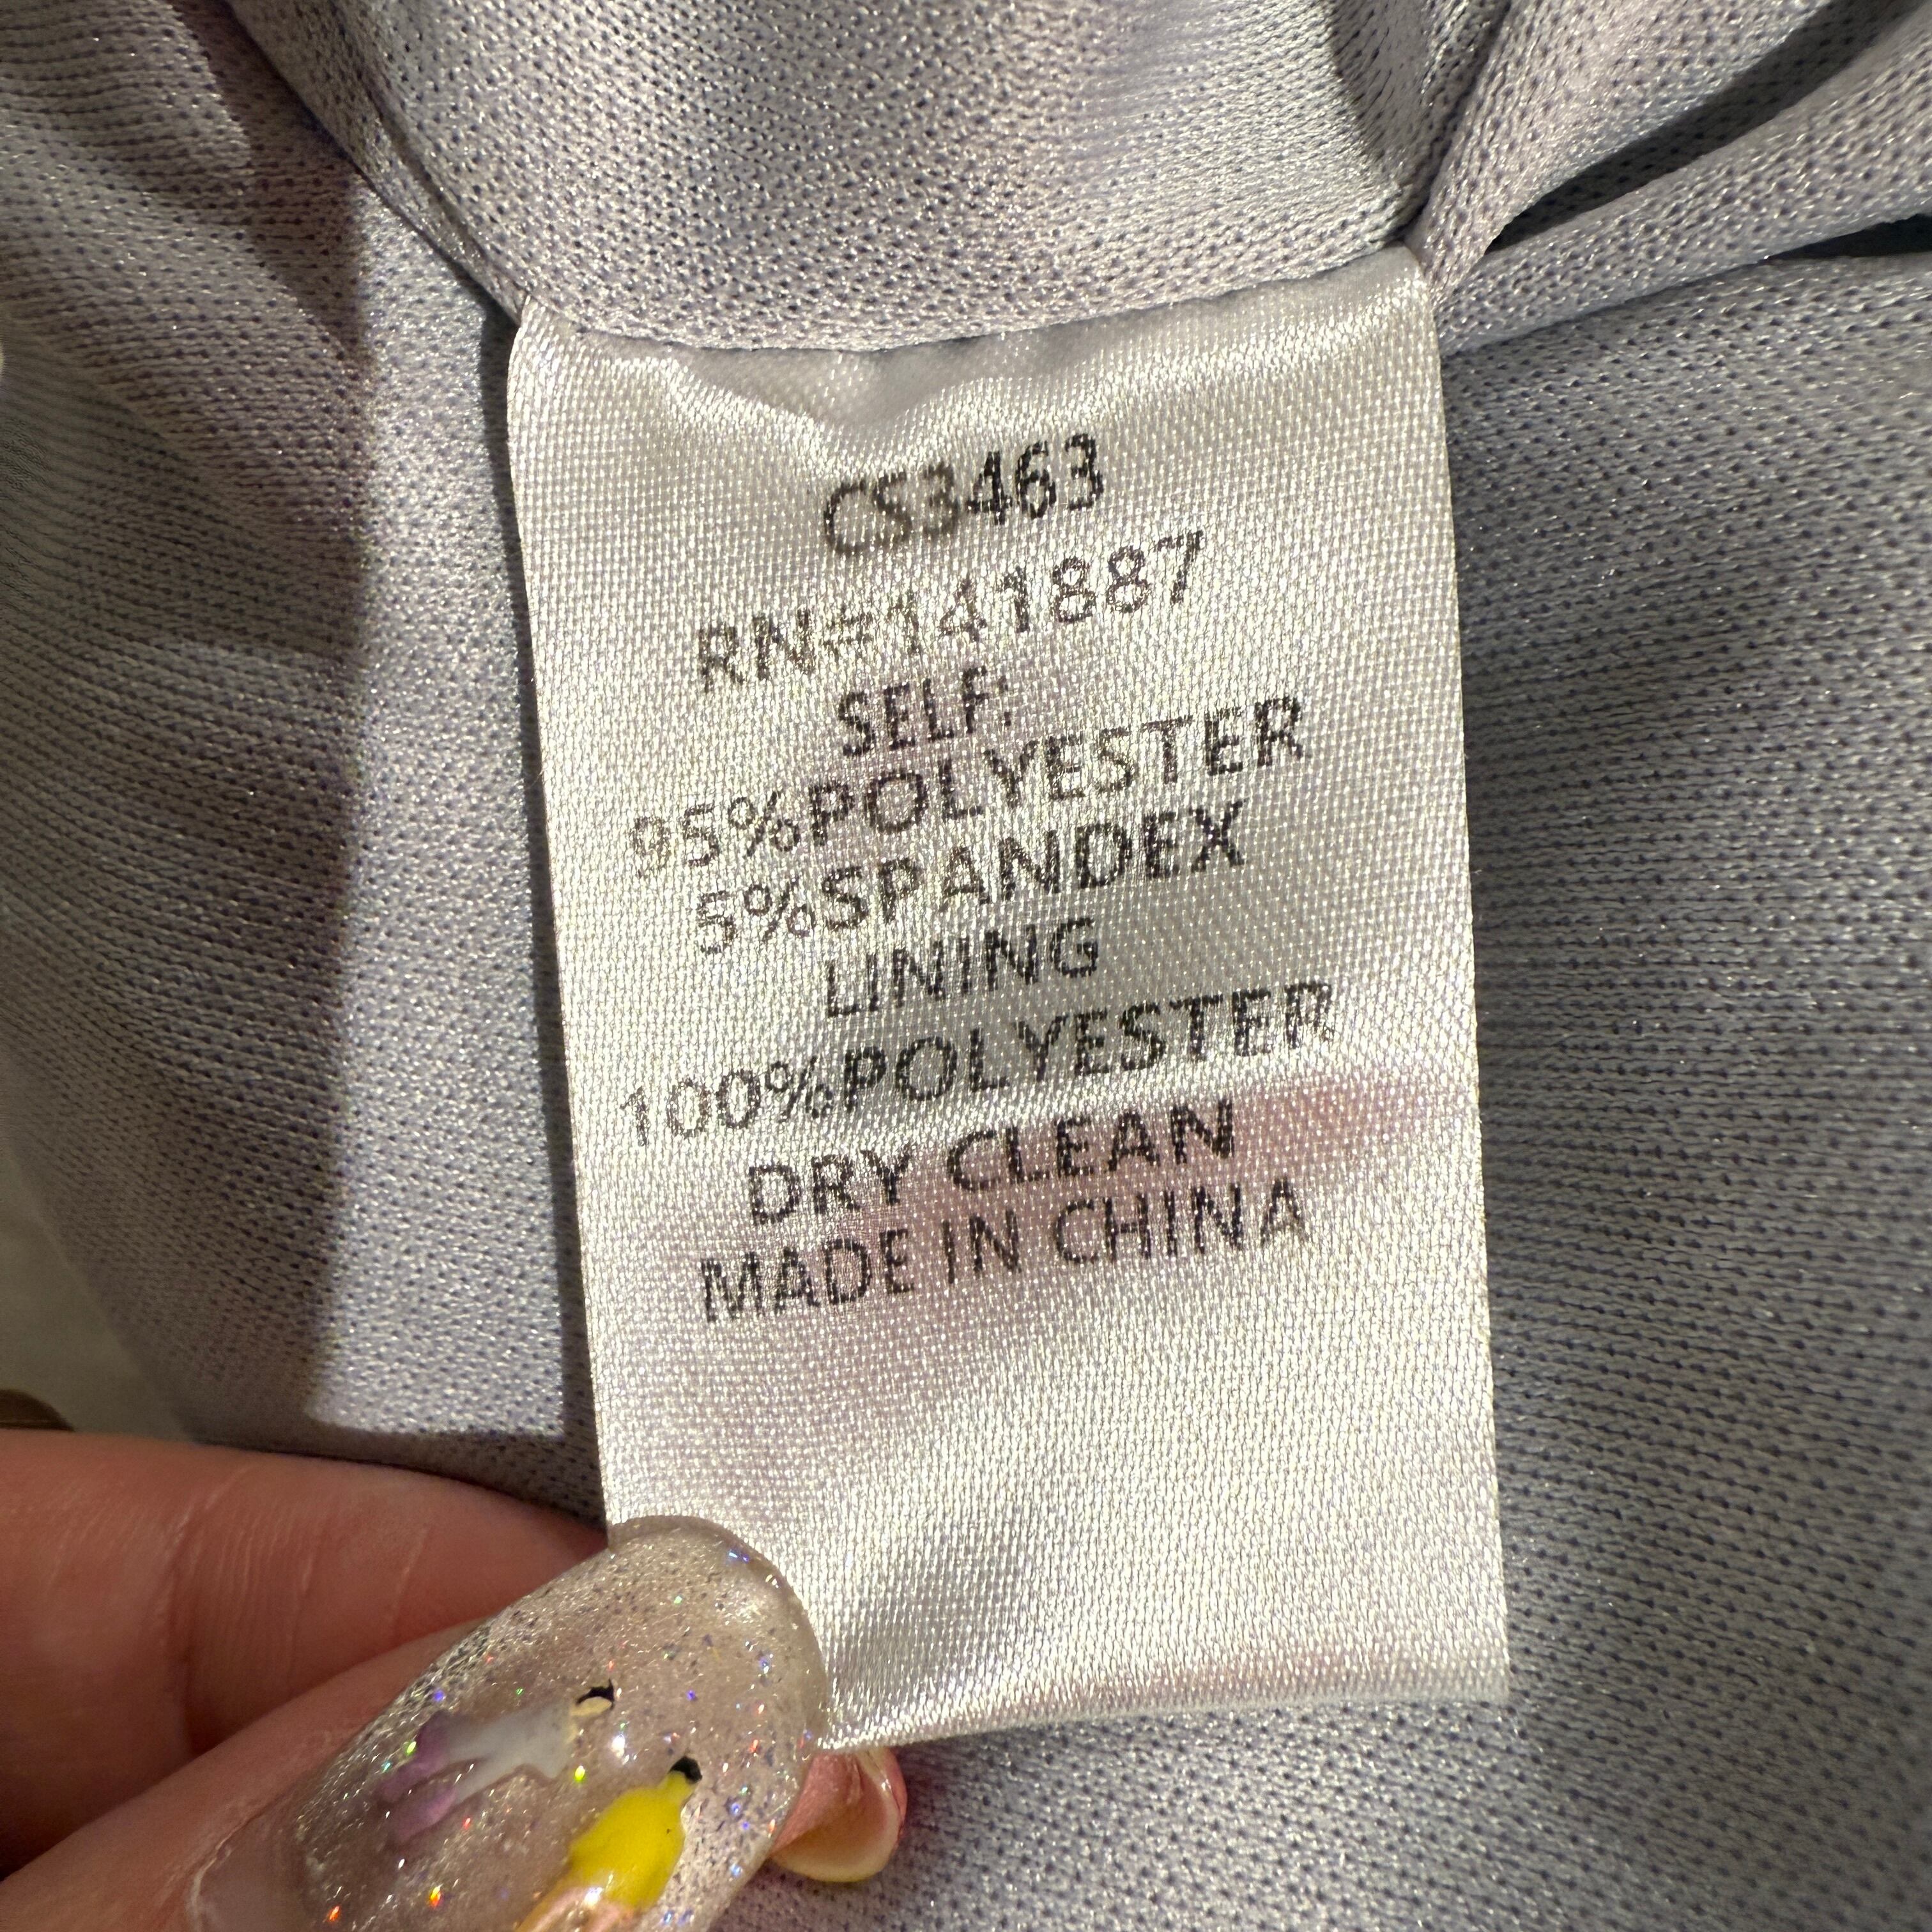 CS3463
RN#141887
SELF:
95%POLYESTER
5%SPANDEX
LINING
100%POLYESTER
DRY CLEAN
MADE IN CHINA